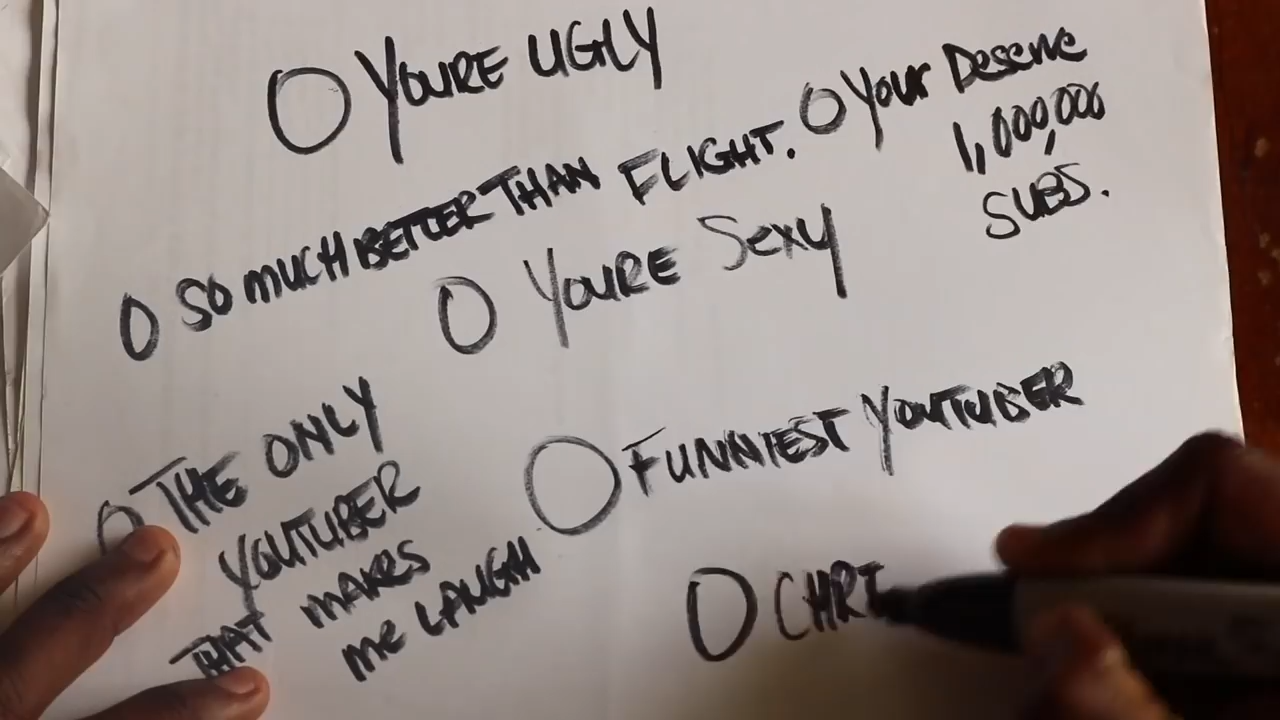 YOURE UGLY
Your Deserve
1,000,000
SUBS.
SO MUCH BETTER THAN FLIGHT.
YOURE Sexy
FUNNIEST YOUTUBER
THE ONLY
YOUTUBER
THAT MAKES
me LAUGH
CHRI